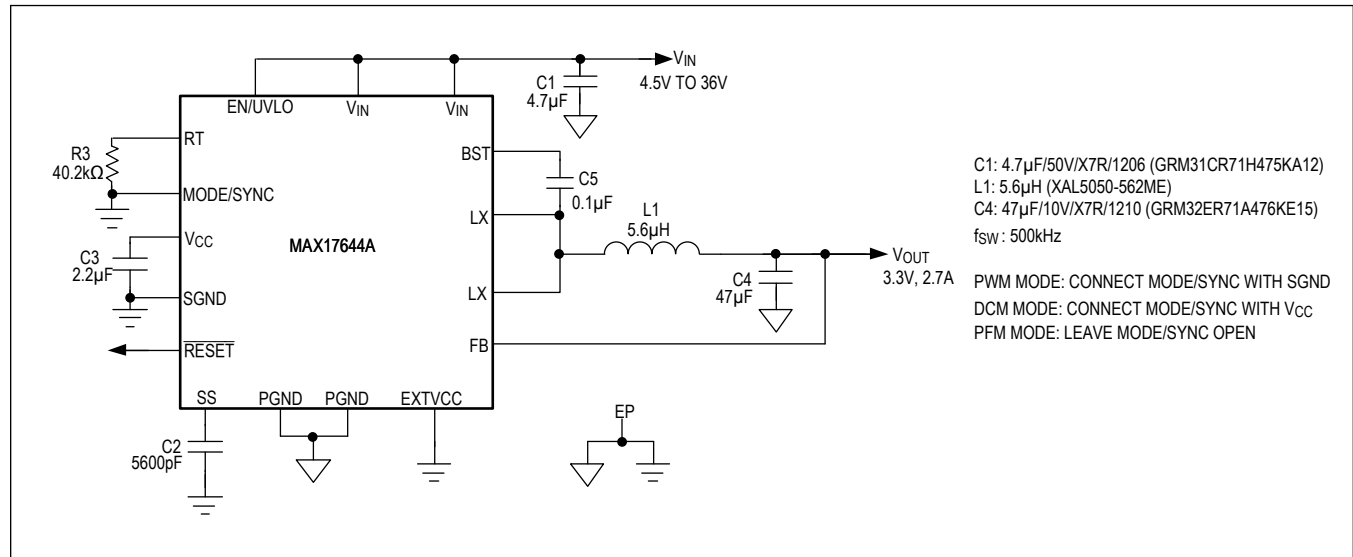 VIN
4.5V TO 36V
C1
4.7µF
EN/UVLO
VIN
VIN
RT
R3
40.2kΩ
MODE/SYNC
VCC
C3
2.2µF
SGND
RESET
MAX17644A
BST
C5
0.1µF
LX
L1
5.6µH
LX
C4
47µF
VOUT
3.3V, 2.7A
FB
SS
PGND
PGND
EXTVCC
C2
5600pF
EP
C1: 4.7µF/50V/X7R/1206 (GRM31CR71H475KA12)
L1: 5.6µH (XAL5050-562ME)
C4: 47µF/10V/X7R/1210 (GRM32ER71A476KE15)
fSW : 500kHz
PWM MODE: CONNECT MODE/SYNC WITH SGND
DCM MODE: CONNECT MODE/SYNC WITH VCC
PFM MODE: LEAVE MODE/SYNC OPEN